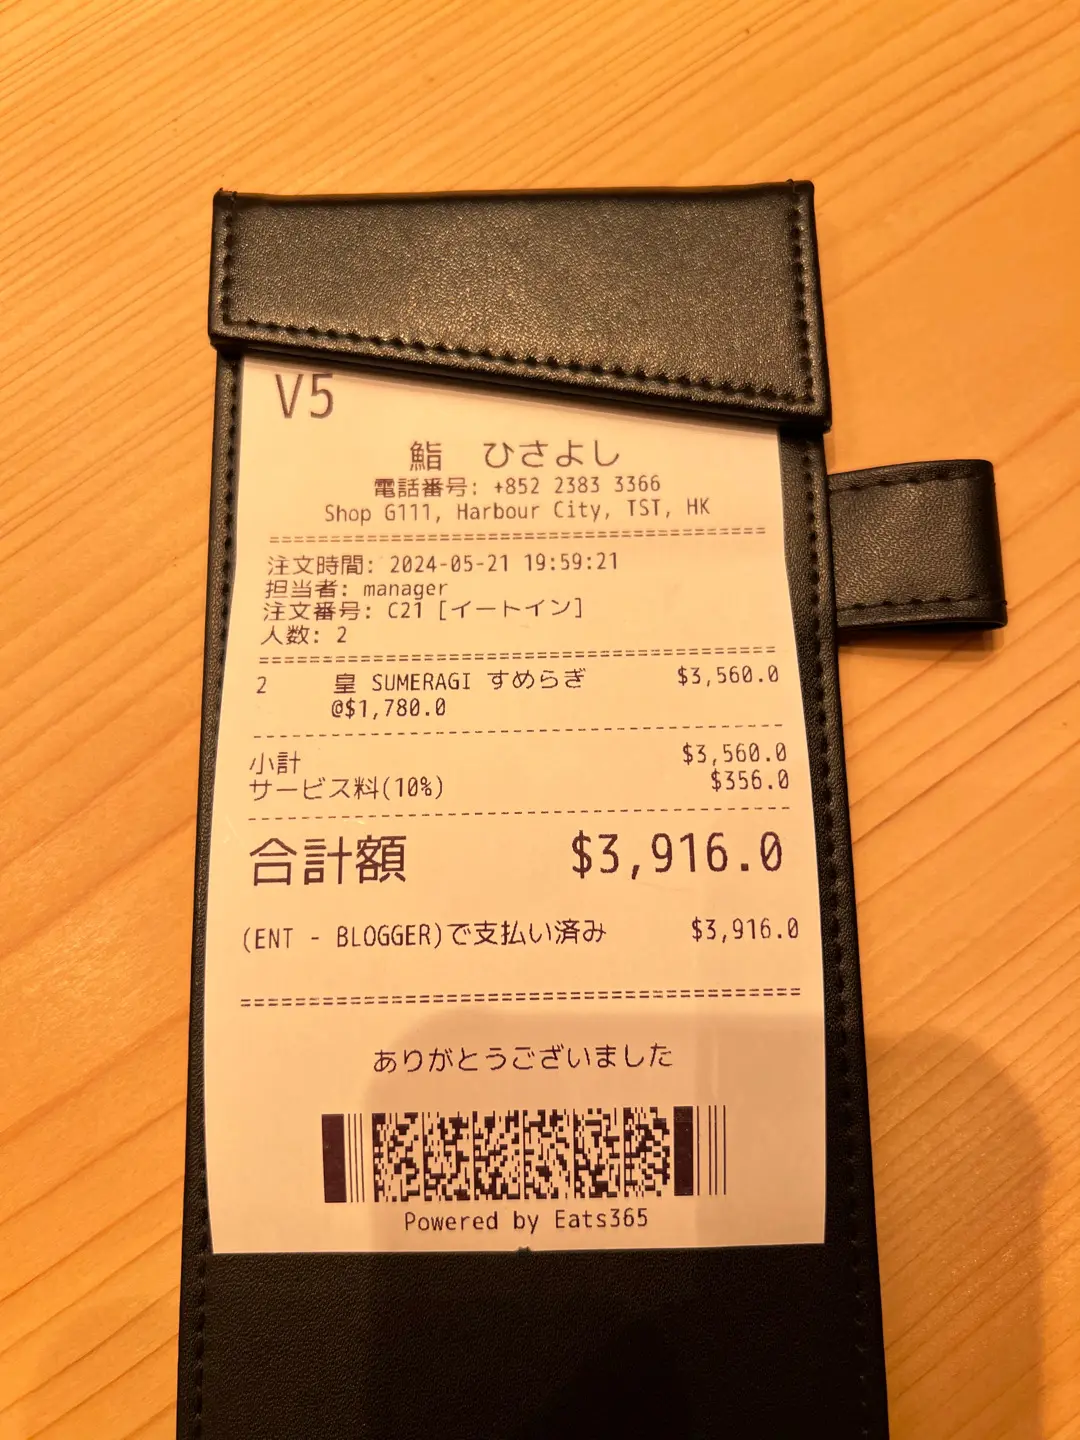 V5
鮨 ひさよし
電話番号: +852 2383 3366
Shop G111, Harbour City, TST, HK
============================================
注文時間: 2024-05-21 19:59:21
担当者: manager
注文番号: C21 [イートイン]
人数: 2
============================================
2 皇 SUMERAGI すめらぎ $3,560.0
@$1,780.0
--------------------------------------------
小計 $3,560.0
サービス料(10%) $356.0
--------------------------------------------
合計額 $3,916.0
(ENT - BLOGGER)で支払い済み $3,916.0
============================================
ありがとうございました
Powered by Eats365